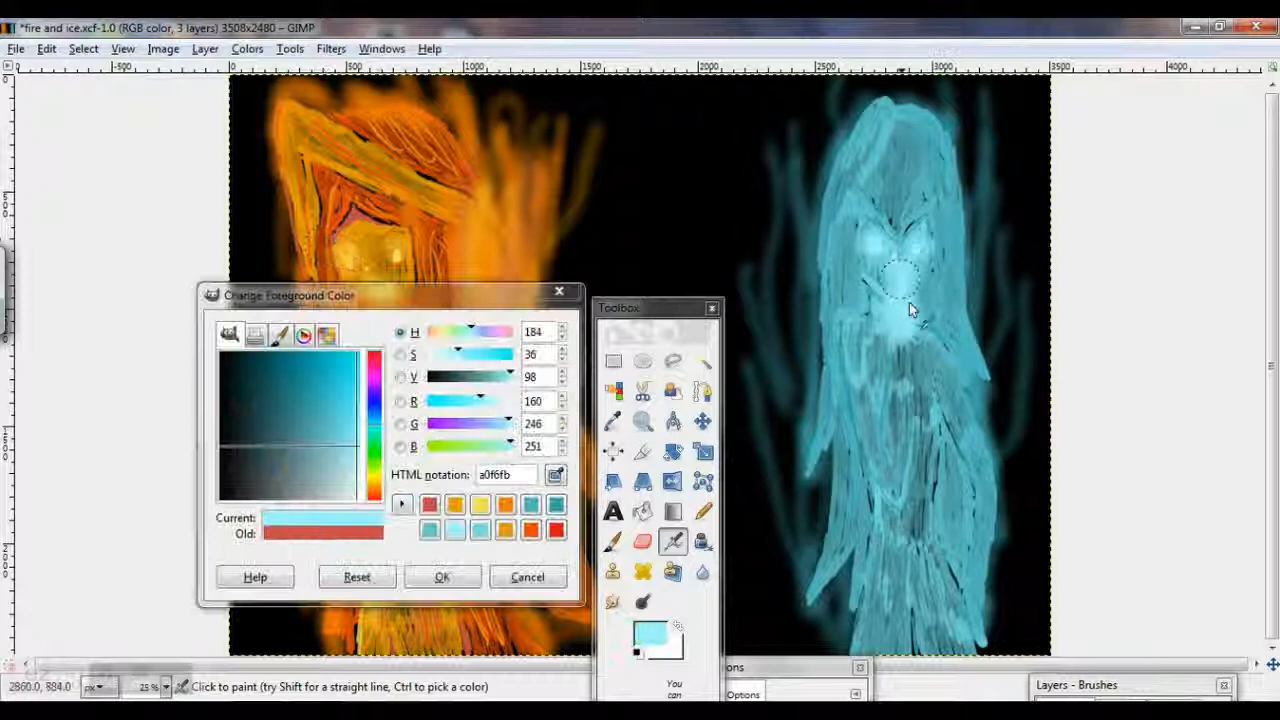 *fire and ice.xcf-1.0 (RGB color, 3 layers) 3508x2480 – GIMP
File Edit Select View Image Layer Colors Tools Filters Windows Help
-500 0 500 1000 1500 2000 2500 3000 3500 4000
Change Foreground Color
Toolbox
H 184
S 36
V 98
R 160
G 246
B 251
HTML notation: a0f6fb
Current:
Old:
Help Reset OK Cancel
You
can
ons
Options
Layers - Brushes
2860.0, 884.0 px 25 % Click to paint (try Shift for a straight line, Ctrl to pick a color)